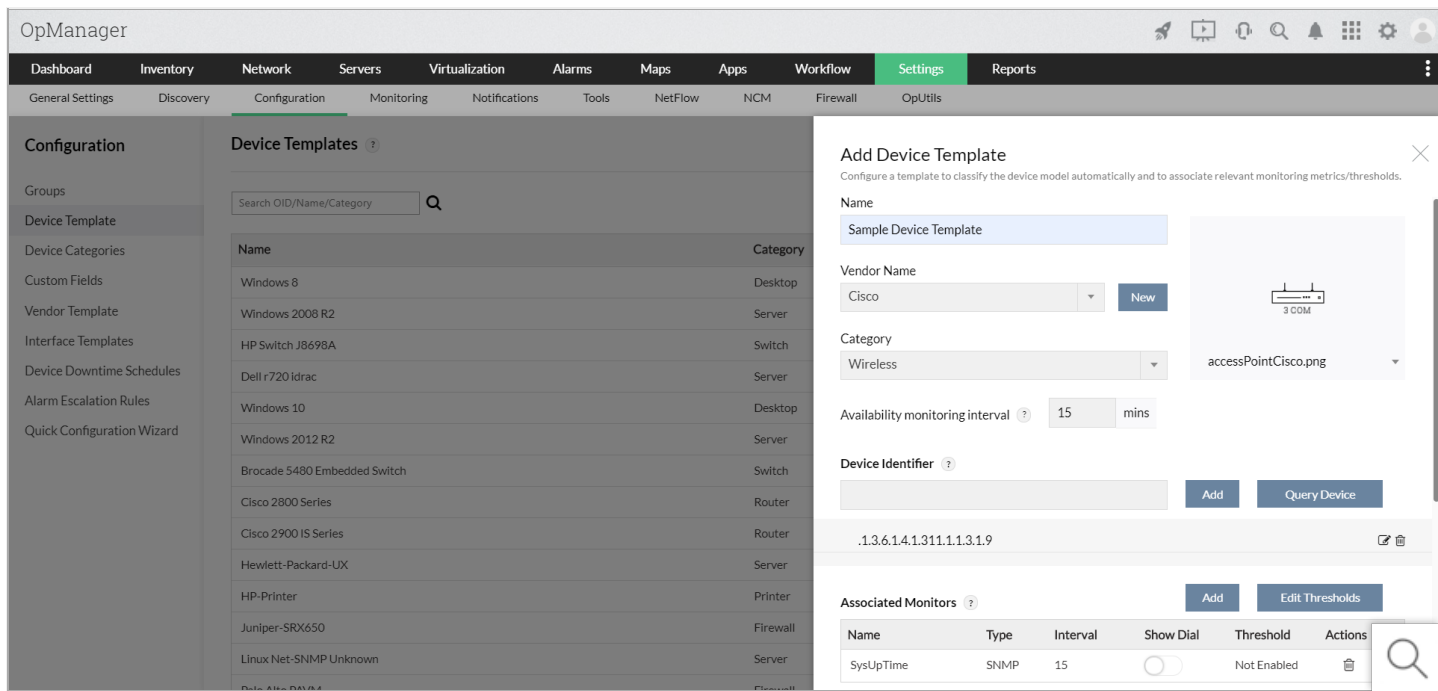 OpManager
Dashboard Inventory Network Servers Virtualization Alarms Maps Apps Workflow Settings Reports
General Settings Discovery Configuration Monitoring Notifications Tools NetFlow NCM Firewall OpUtils
Configuration
Groups
Device Template
Device Categories
Custom Fields
Vendor Template
Interface Templates
Device Downtime Schedules
Alarm Escalation Rules
Quick Configuration Wizard
Device Templates ?
Search OID/Name/Category
Name Category
Windows 8 Desktop
Windows 2008 R2 Server
HP Switch J8698A Switch
Dell r720 idrac Server
Windows 10 Desktop
Windows 2012 R2 Server
Brocade 5480 Embedded Switch Switch
Cisco 2800 Series Router
Cisco 2900 IS Series Router
Hewlett-Packard-UX Server
HP-Printer Printer
Juniper-SRX650 Firewall
Linux Net-SNMP Unknown Server
Palo Alto PAVM Firewall
Add Device Template
Configure a template to classify the device model automatically and to associate relevant monitoring metrics/thresholds.
Name
Sample Device Template
Vendor Name
Cisco New
3 COM
Category
Wireless
accessPointCisco.png
Availability monitoring interval ? 15 mins
Device Identifier ?
Add Query Device
.1.3.6.1.4.1.311.1.1.3.1.9
Associated Monitors ? Add Edit Thresholds
Name Type Interval Show Dial Threshold Actions
SysUpTime SNMP 15 Not Enabled